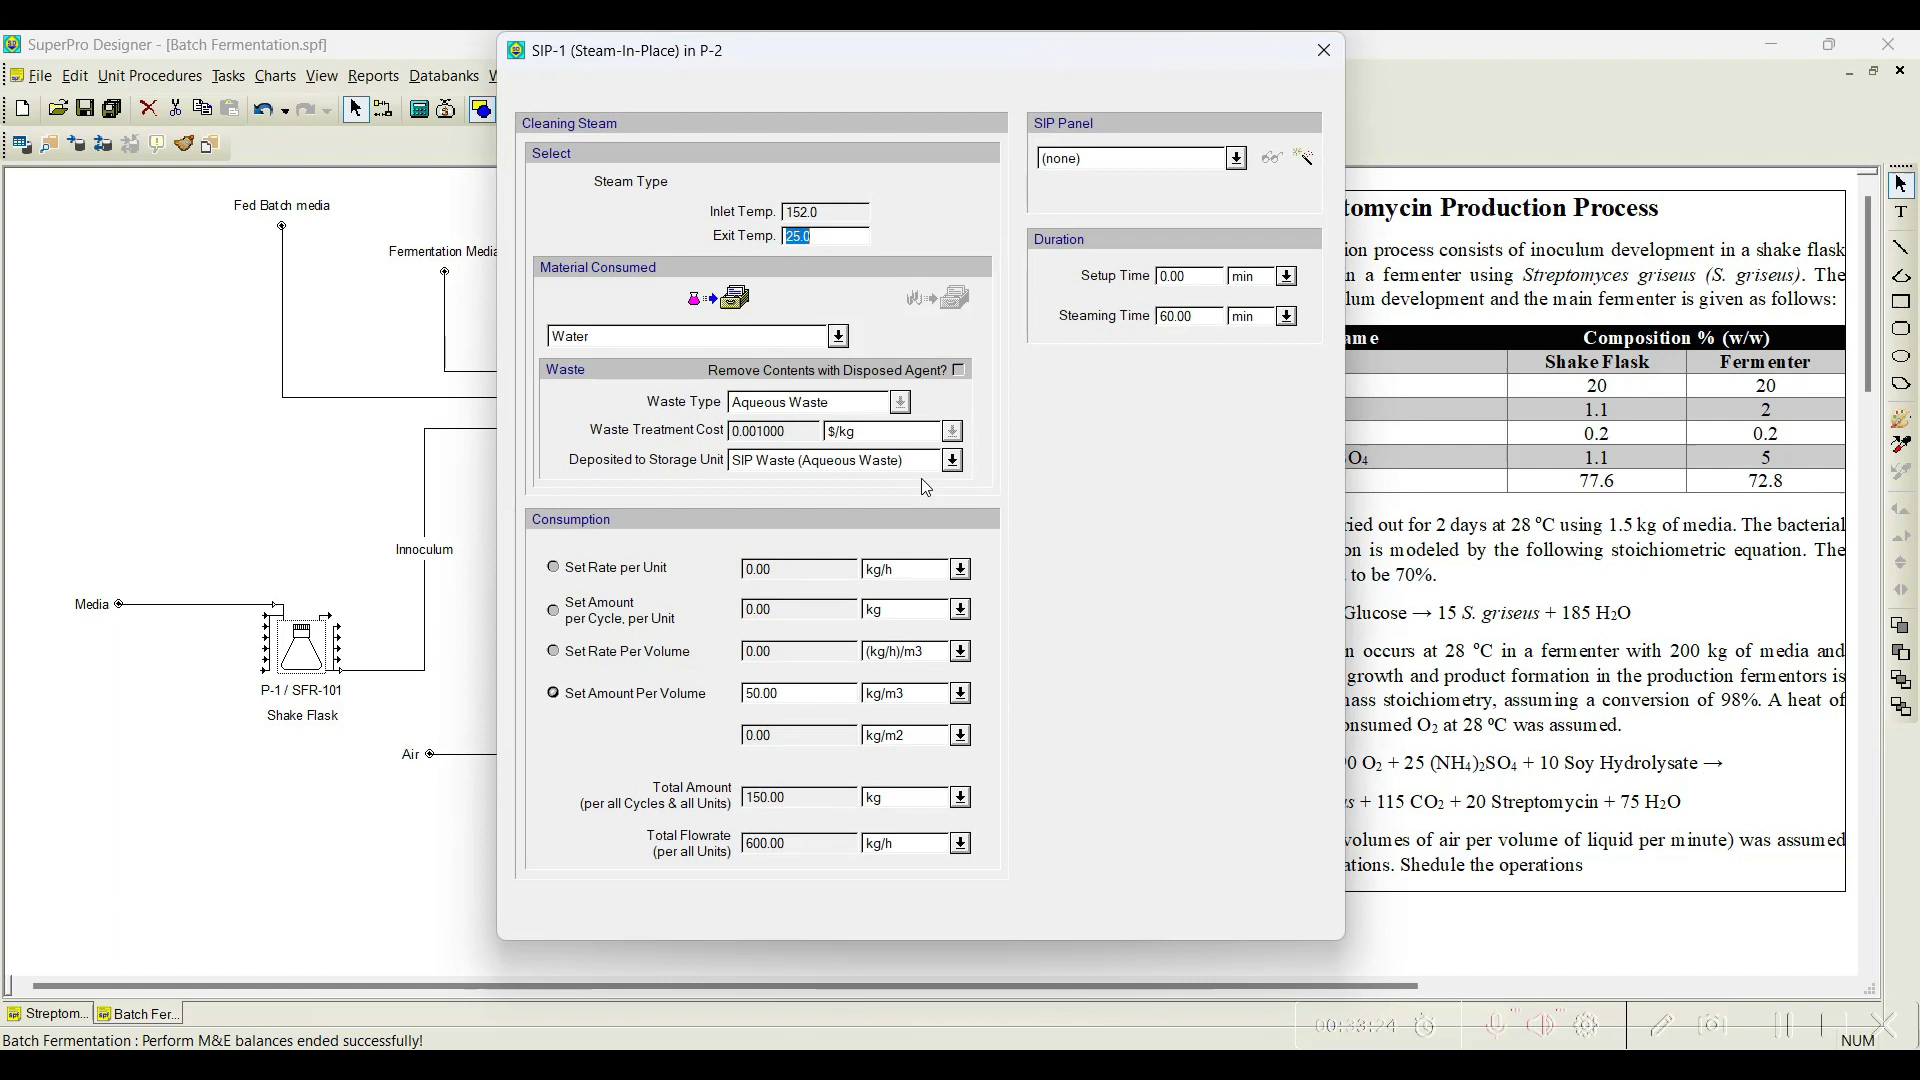 SuperPro Designer - [Batch Fermentation.spf]
File Edit Unit Procedures Tasks Charts View Reports Databanks
SIP-1 (Steam-In-Place) in P-2
Cleaning Steam
Select
Steam Type
Inlet Temp. 152.0
Exit Temp. 25.0
Material Consumed
Water
Waste Remove Contents with Disposed Agent?
Waste Type Aqueous Waste
Waste Treatment Cost 0.001000 $/kg
Deposited to Storage Unit SIP Waste (Aqueous Waste)
Consumption
Set Rate per Unit 0.00 kg/h
Set Amount
per Cycle, per Unit 0.00 kg
Set Rate Per Volume 0.00 (kg/h)/m3
Set Amount Per Volume 50.00 kg/m3
0.00 kg/m2
Total Amount
(per all Cycles & all Units) 150.00 kg
Total Flowrate
(per all Units) 600.00 kg/h
SIP Panel
(none)
Duration
Setup Time 0.00 min
Steaming Time 60.00 min
Fed Batch media
Fermentation Media
Innoculum
Media
P-1 / SFR-101
Shake Flask
Air
tomycin Production Process
ion process consists of inoculum development in a shake flask
n a fermenter using Streptomyces griseus (S. griseus). The
lum development and the main fermenter is given as follows:
ame Composition % (w/w)
Shake Flask Fermenter
20 20
1.1 2
0.2 0.2
O4 1.1 5
77.6 72.8
ried out for 2 days at 28 ºC using 1.5 kg of media. The bacterial
on is modeled by the following stoichiometric equation. The
to be 70%.
Glucose → 15 S. griseus + 185 H2O
n occurs at 28 ºC in a fermenter with 200 kg of media and
growth and product formation in the production fermentors is
nass stoichiometry, assuming a conversion of 98%. A heat of
onsumed O2 at 28 ºC was assumed.
00 O2 + 25 (NH4)2SO4 + 10 Soy Hydrolysate →
us + 115 CO2 + 20 Streptomycin + 75 H2O
volumes of air per volume of liquid per minute) was assumed
ations. Shedule the operations
Streptom... Batch Fer...
00:33:24
Batch Fermentation : Perform M&E balances ended successfully!
NUM